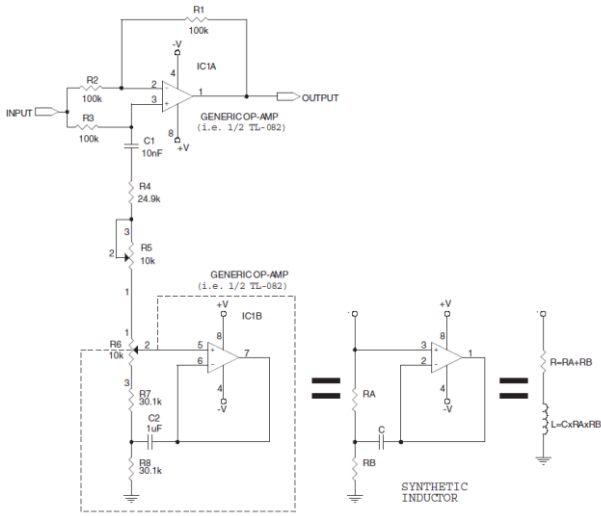 R1
100k
-V
IC1A
4
R2
100k
2
-
1
3
+
INPUT
OUTPUT
R3
100k
8
+V
GENERIC OP-AMP
(i.e. 1/2 TL-082)
C1
10nF
R4
24.9k
3
2
R5
10k
1
GENERIC OP-AMP
(i.e. 1/2 TL-082)
+V
IC1B
8
1
R6
10k
2
5
+
7
6
-
3
4
-V
R7
30.1k
C2
1uF
R8
30.1k
=
+V
8
3
+
1
2
-
4
-V
RA
C
RB
SYNTHETIC
INDUCTOR
=
R=RA+RB
L=CxRAxRB